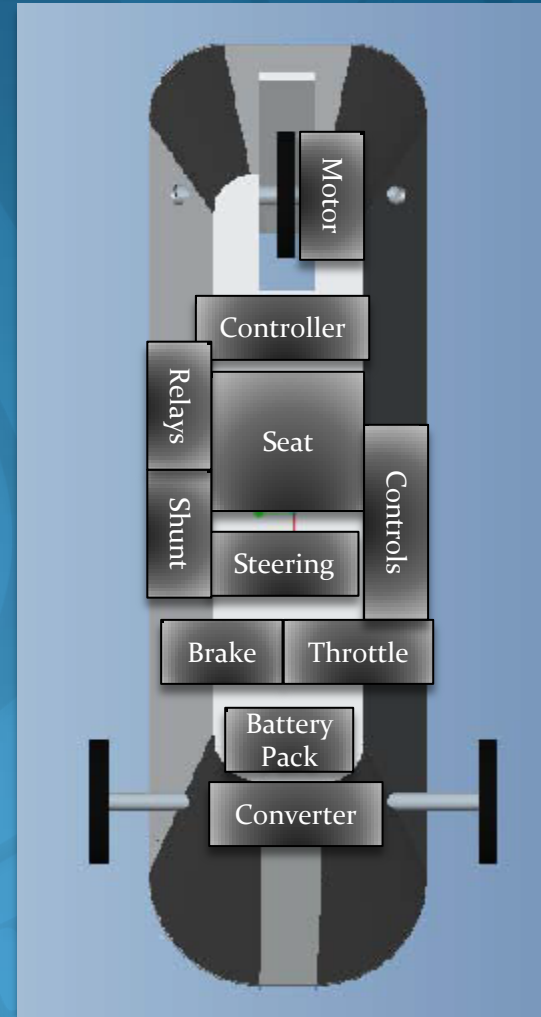 Motor
Controller
Relays
Seat
Controls
Shunt
Steering
Brake
Throttle
Battery
Pack
Converter